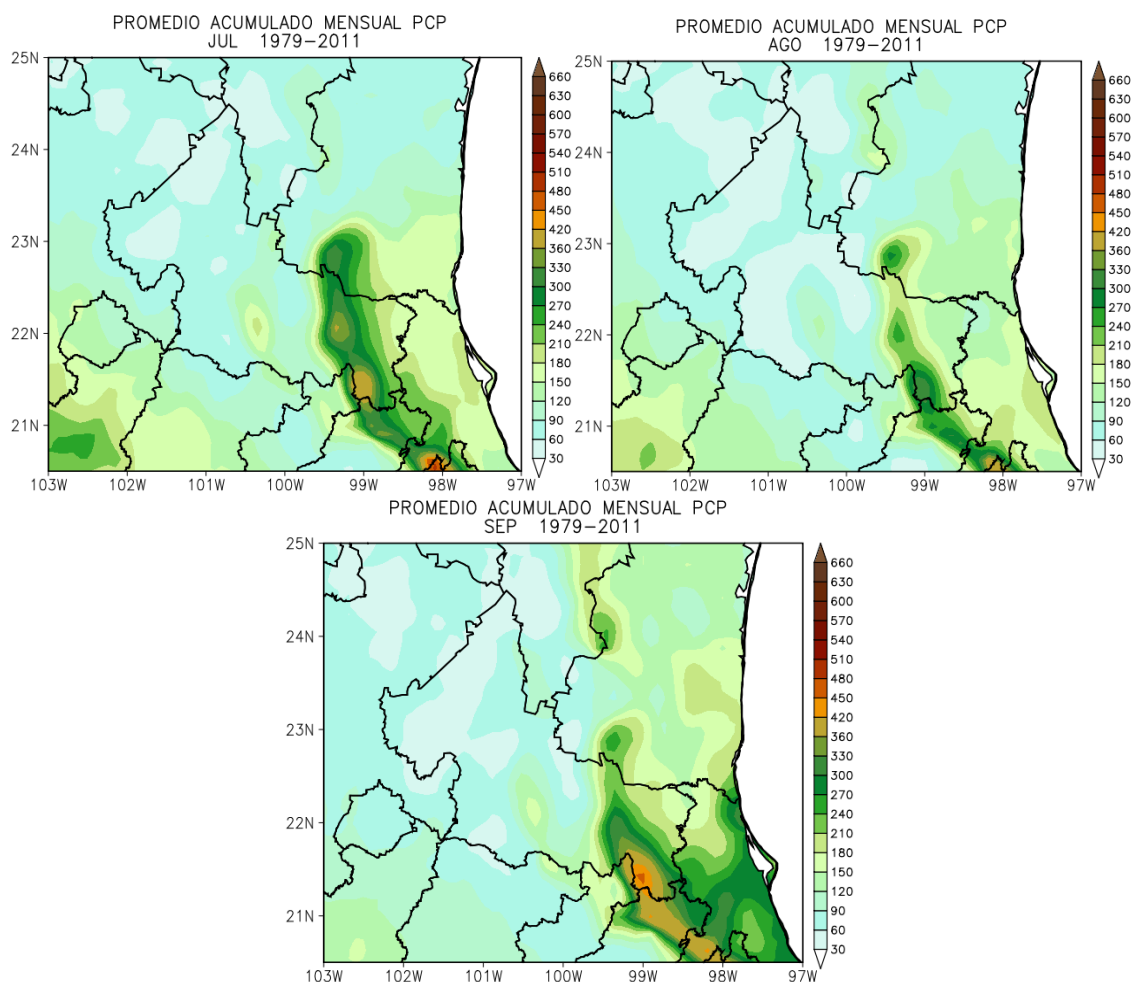 PROMEDIO ACUMULADO MENSUAL PCP
JUL 1979-2011
25N
24N
23N
22N
21N
103W 102W 101W 100W 99W 98W 97W
660
630
600
570
540
510
480
450
420
360
330
300
270
240
210
180
150
120
90
60
30
PROMEDIO ACUMULADO MENSUAL PCP
AGO 1979-2011
25N
24N
23N
22N
21N
103W 102W 101W 100W 99W 98W 97W
660
630
600
570
540
510
480
450
420
360
330
300
270
240
210
180
150
120
90
60
30
PROMEDIO ACUMULADO MENSUAL PCP
SEP 1979-2011
25N
24N
23N
22N
21N
103W 102W 101W 100W 99W 98W 97W
660
630
600
570
540
510
480
450
420
360
330
300
270
240
210
180
150
120
90
60
30